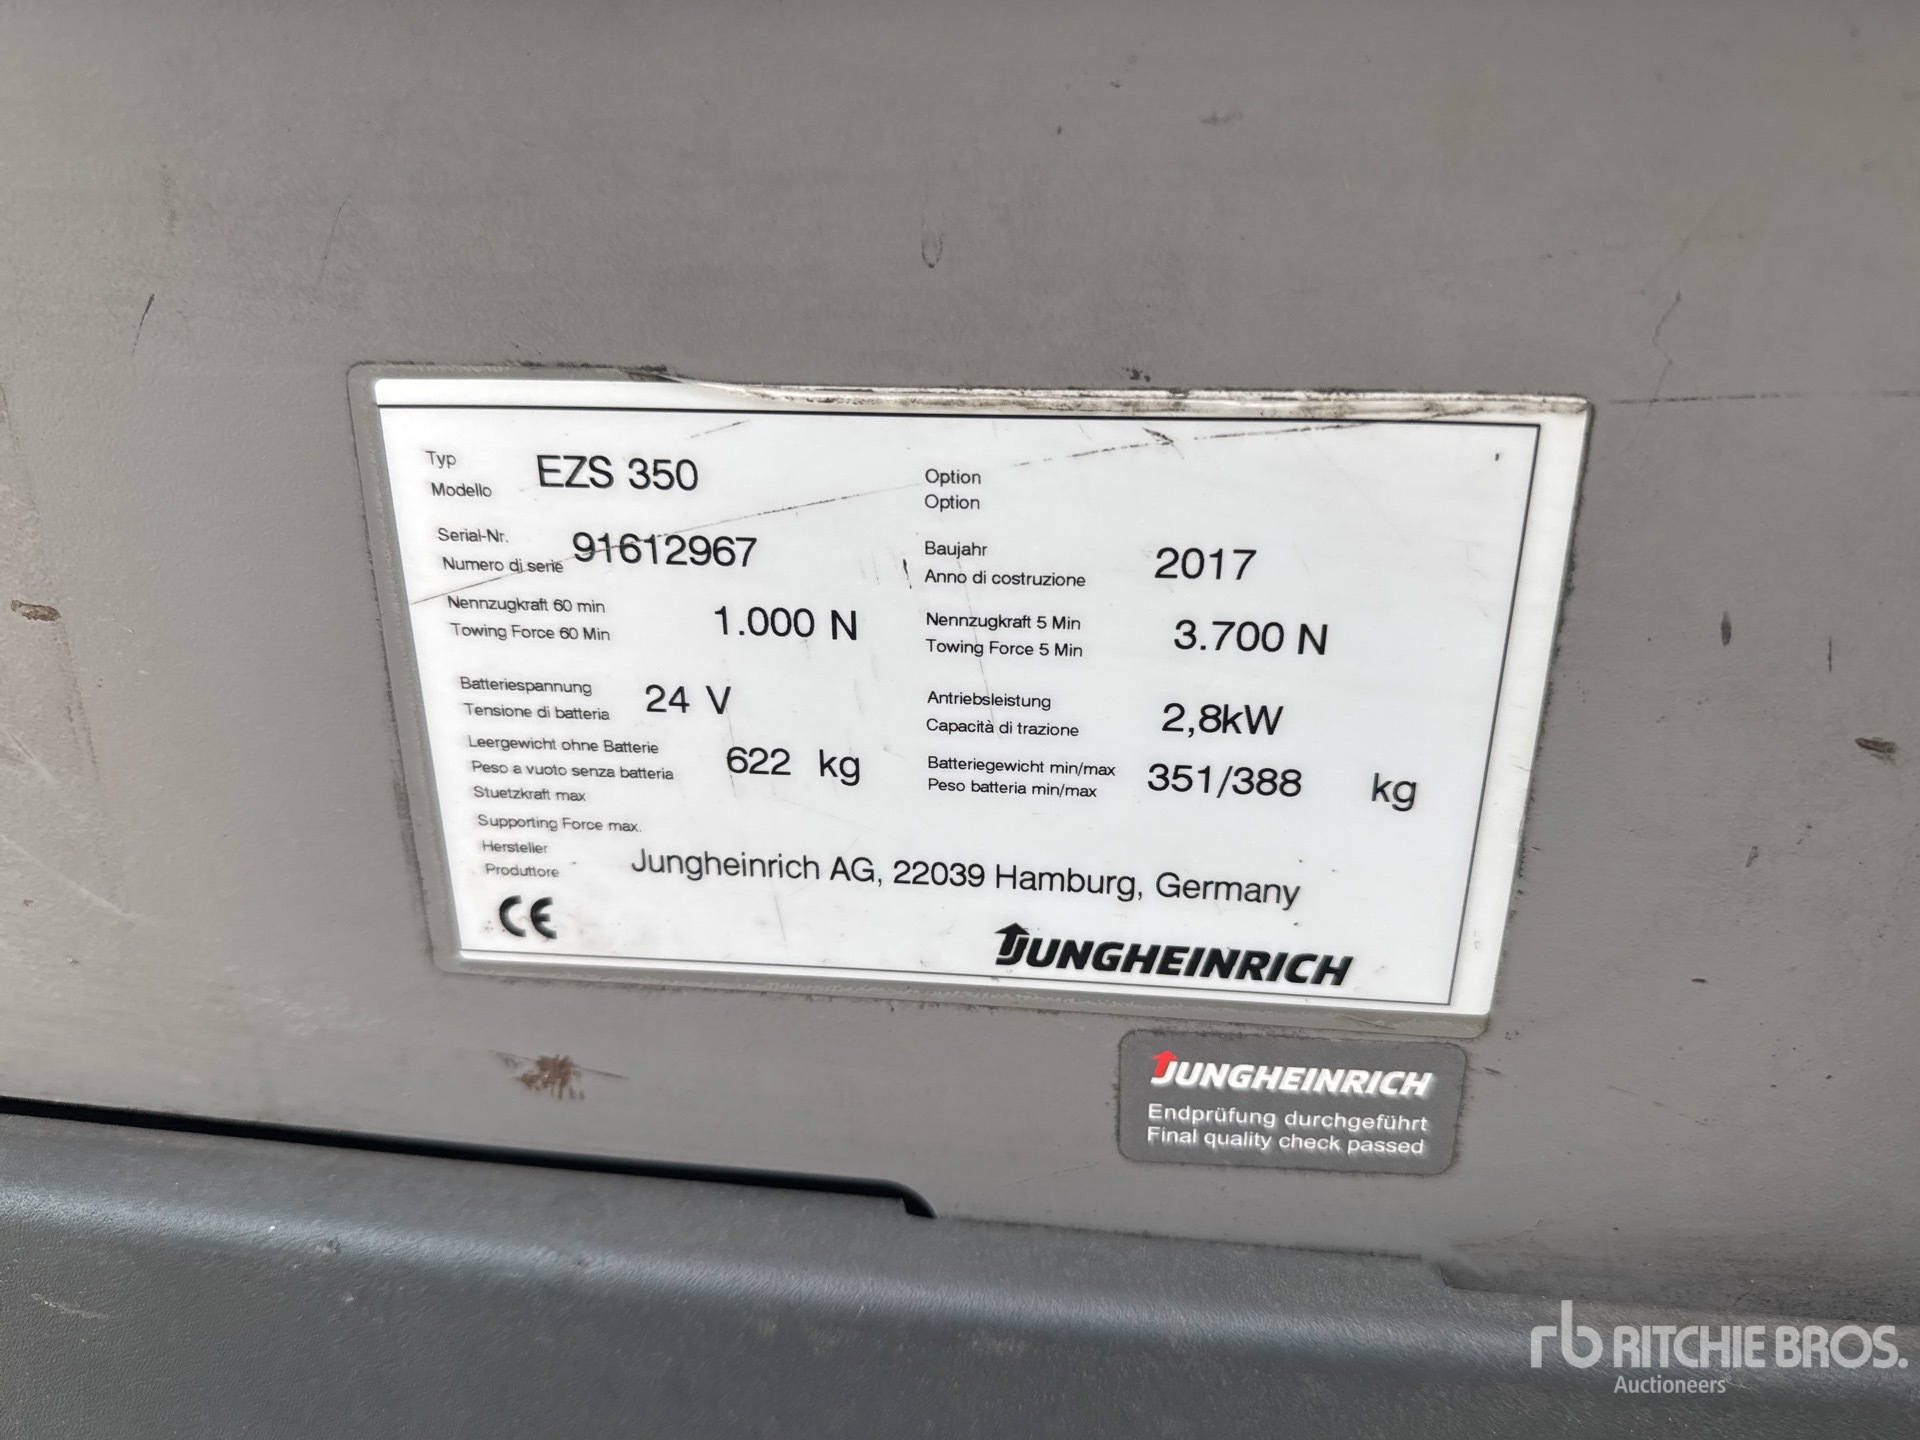 Typ
Modello
EZS 350
Option
Option
Serial-Nr.
Numero di serie
91612967
Baujahr
Anno di costruzione
2017
Nennzugkraft 60 min
Towing Force 60 Min
1.000 N
Nennzugkraft 5 Min
Towing Force 5 Min
3.700 N
Batteriespannung
Tensione di batteria
24 V
Antriebsleistung
Capacità di trazione
2,8kW
Leergewicht ohne Batterie
Peso a vuoto senza batteria
622 kg
Batteriegewicht min/max
Peso batteria min/max
351/388 kg
Stuetzkraft max
Supporting Force max.
Hersteller
Produttore
Jungheinrich AG, 22039 Hamburg, Germany
CE
JUNGHEINRICH
JUNGHEINRICH
Endprüfung durchgeführt
Final quality check passed
rb RITCHIE BROS.
Auctioneers